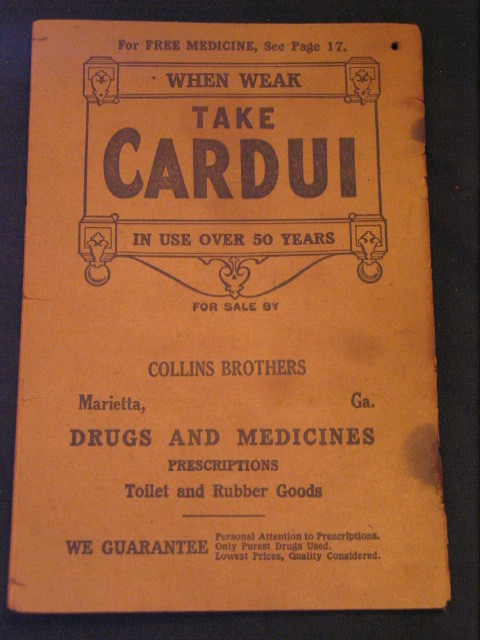 For FREE MEDICINE, See Page 17.
WHEN WEAK
TAKE
CARDUI
IN USE OVER 50 YEARS
FOR SALE BY
COLLINS BROTHERS
Marietta, Ga.
DRUGS AND MEDICINES
PRESCRIPTIONS
Toilet and Rubber Goods
WE GUARANTEE
Personal Attention to Prescriptions.
Only Purest Drugs Used.
Lowest Prices, Quality Considered.